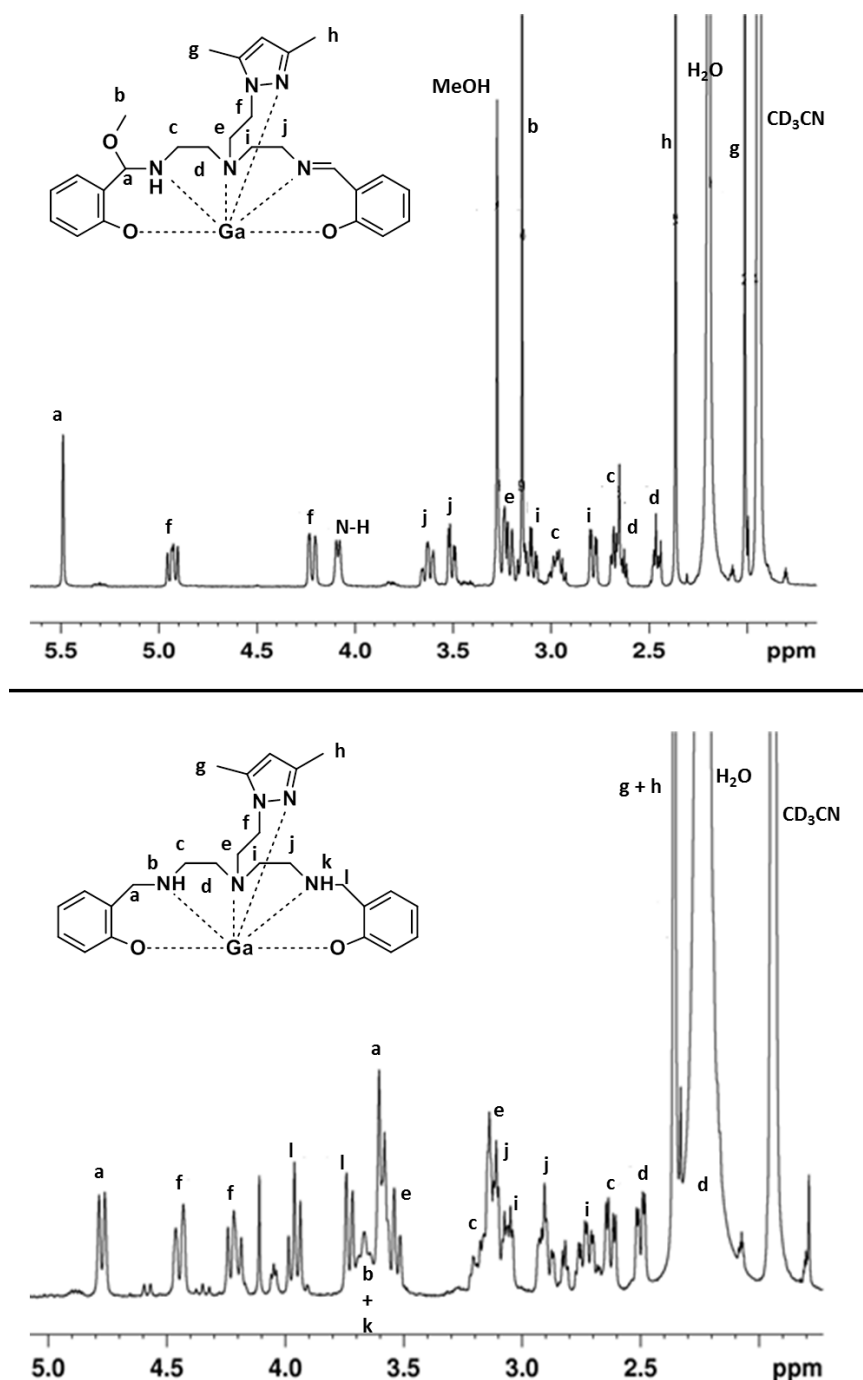 g
h
N
N
b
f
O
c
e
i
j
a
N
H
d
N
N
O
Ga
O
MeOH
b
h
H2O
g
CD3CN
a
f
f
N-H
j
j
e
i
c
i
c
d
d
5.5 5.0 4.5 4.0 3.5 3.0 2.5 ppm
g
h
N
N
f
b
c
e
i
j
k
a
NH
d
N
NH
l
O
Ga
O
g + h
H2O
CD3CN
a
f
f
l
l
a
b
+
k
e
c
e
j
i
j
i
c
d
d
5.0 4.5 4.0 3.5 3.0 2.5 ppm